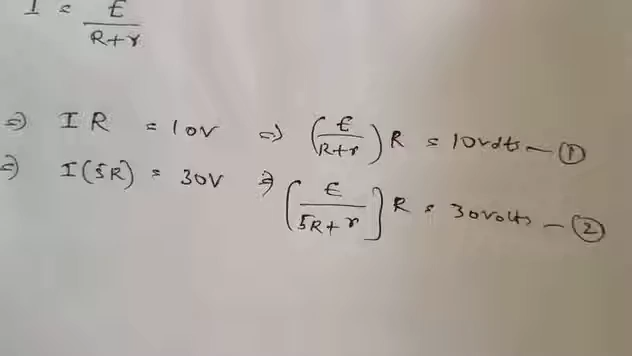 I = E/(R+r)
⇒ IR = 10V ⇒ (E/(R+r)) R = 10volts — ①
⇒ I(5R) = 30V ⇒ (E/(5R+r)) R = 30volts — ②